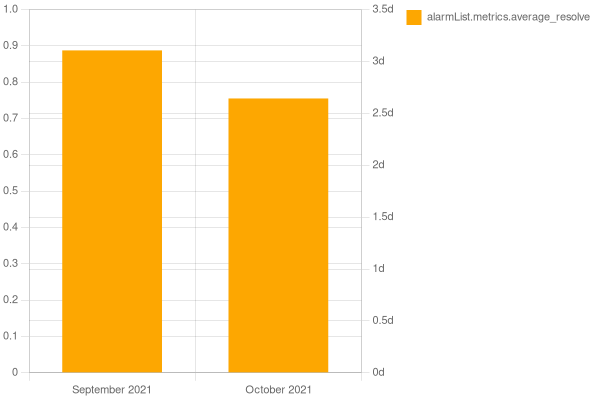 1.0
0.9
0.8
0.7
0.6
0.5
0.4
0.3
0.2
0.1
0
3.5d
3d
2.5d
2d
1.5d
1d
0.5d
0d
September 2021
October 2021
alarmList.metrics.average_resolve